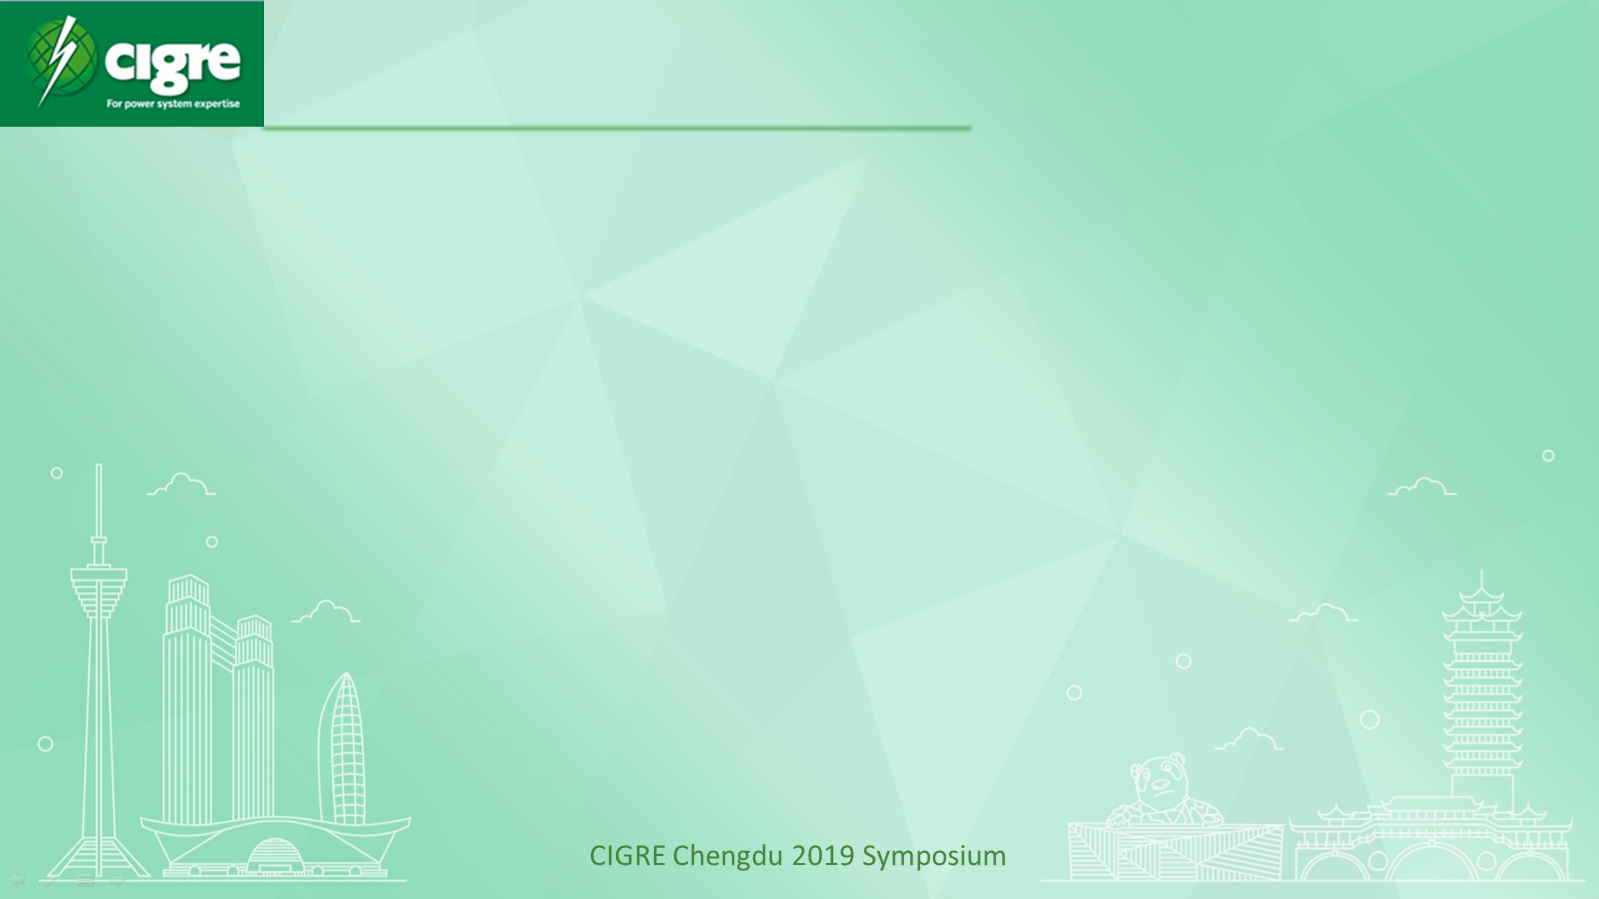 cigre
For power system expertise
CIGRE Chengdu 2019 Symposium